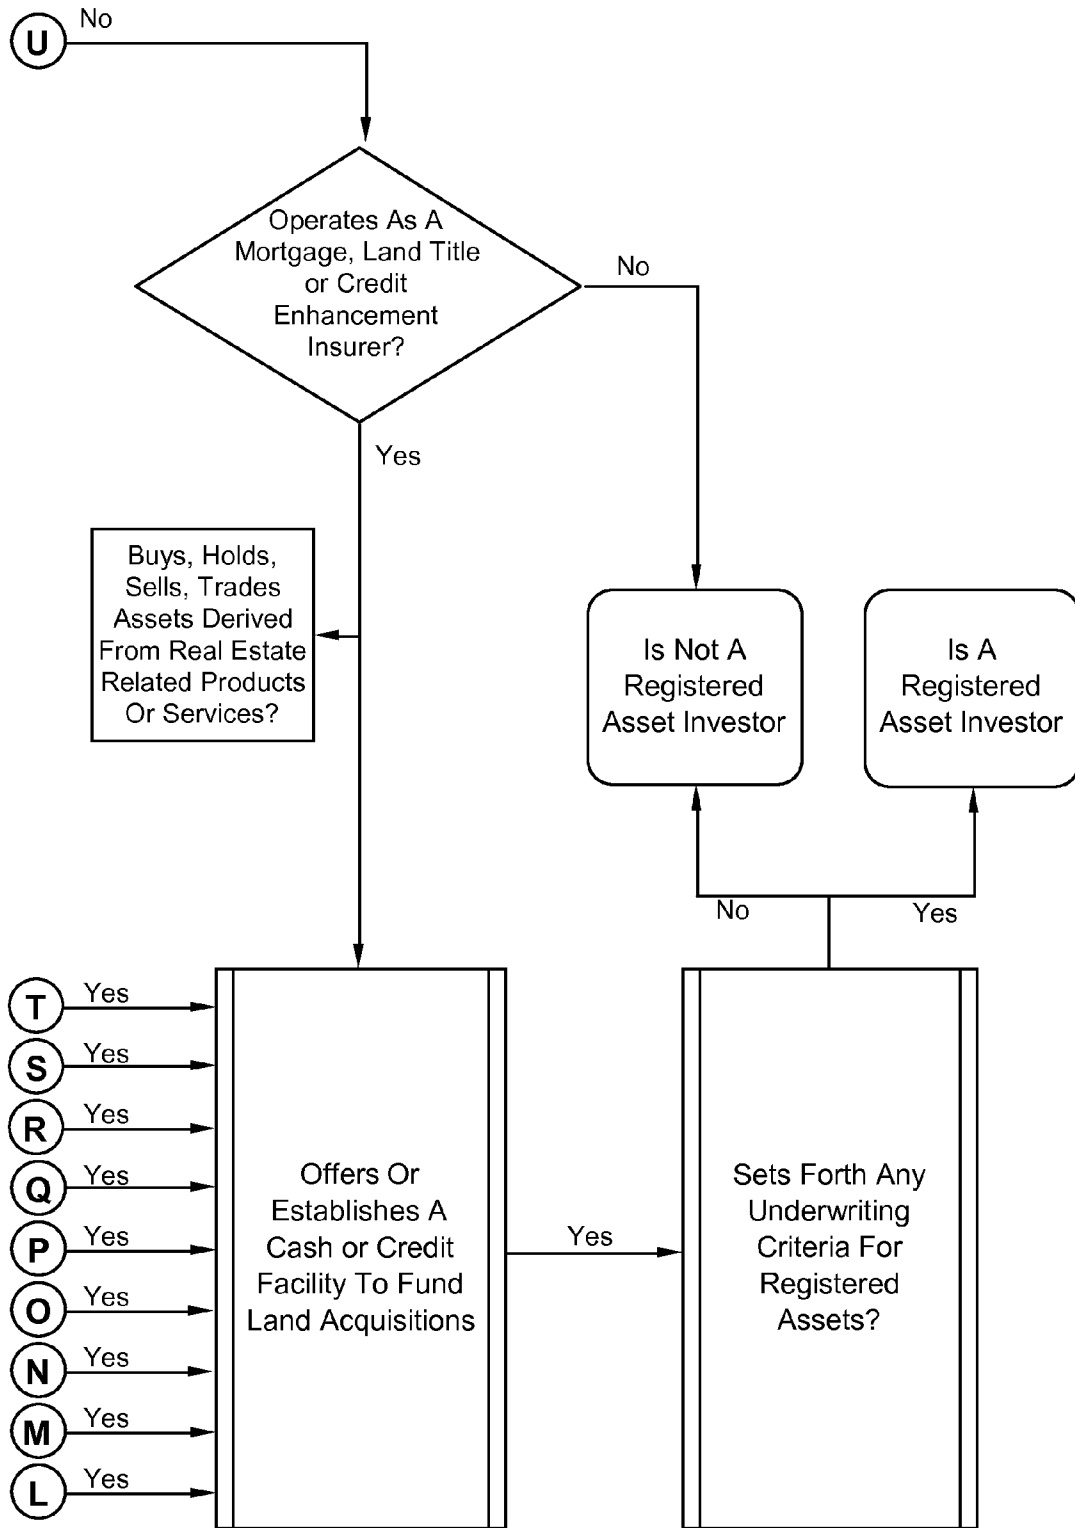 U
No
Operates As A
Mortgage, Land Title
or Credit
Enhancement
Insurer?
No
Yes
Buys, Holds,
Sells, Trades
Assets Derived
From Real Estate
Related Products
Or Services?
Is Not A
Registered
Asset Investor
Is A
Registered
Asset Investor
No
Yes
T
Yes
S
Yes
R
Yes
Q
Yes
P
Yes
O
Yes
N
Yes
M
Yes
L
Yes
Offers Or
Establishes A
Cash or Credit
Facility To Fund
Land Acquisitions
Yes
Sets Forth Any
Underwriting
Criteria For
Registered
Assets?